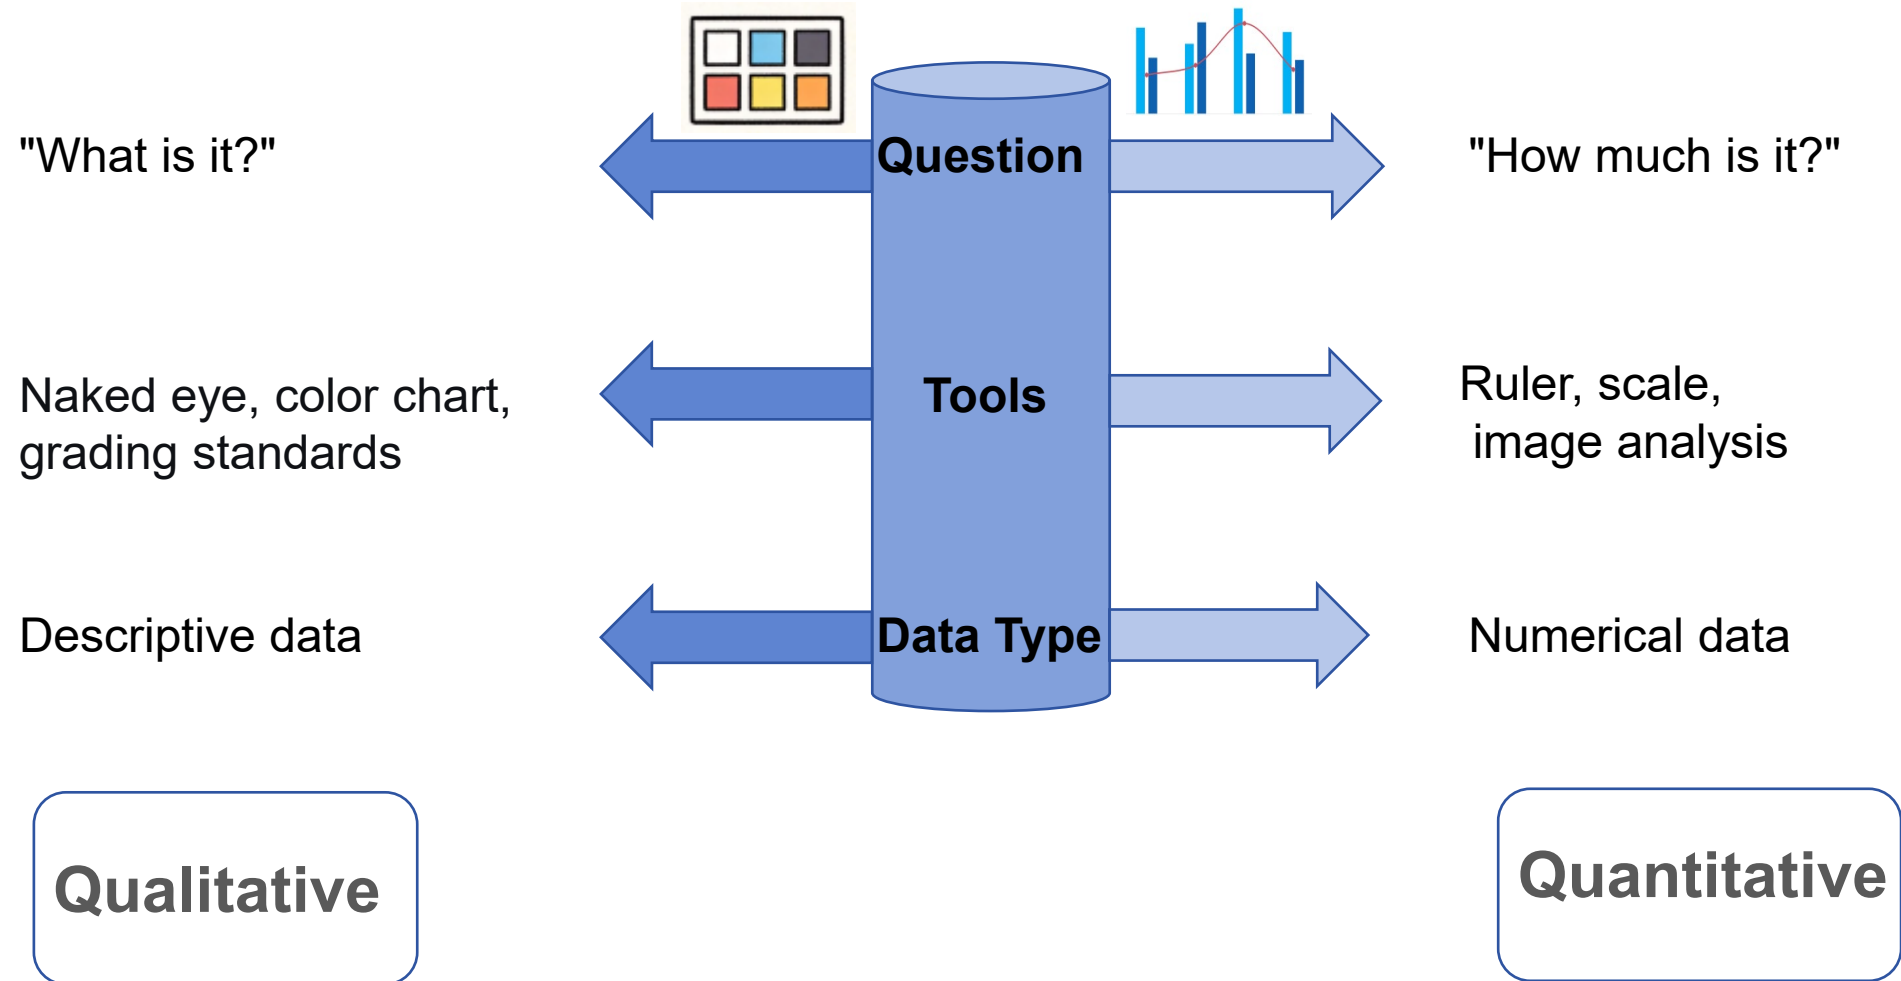 "What is it?"
Question
"How much is it?"
Naked eye, color chart,
grading standards
Tools
Ruler, scale,
image analysis
Descriptive data
Data Type
Numerical data
Qualitative
Quantitative